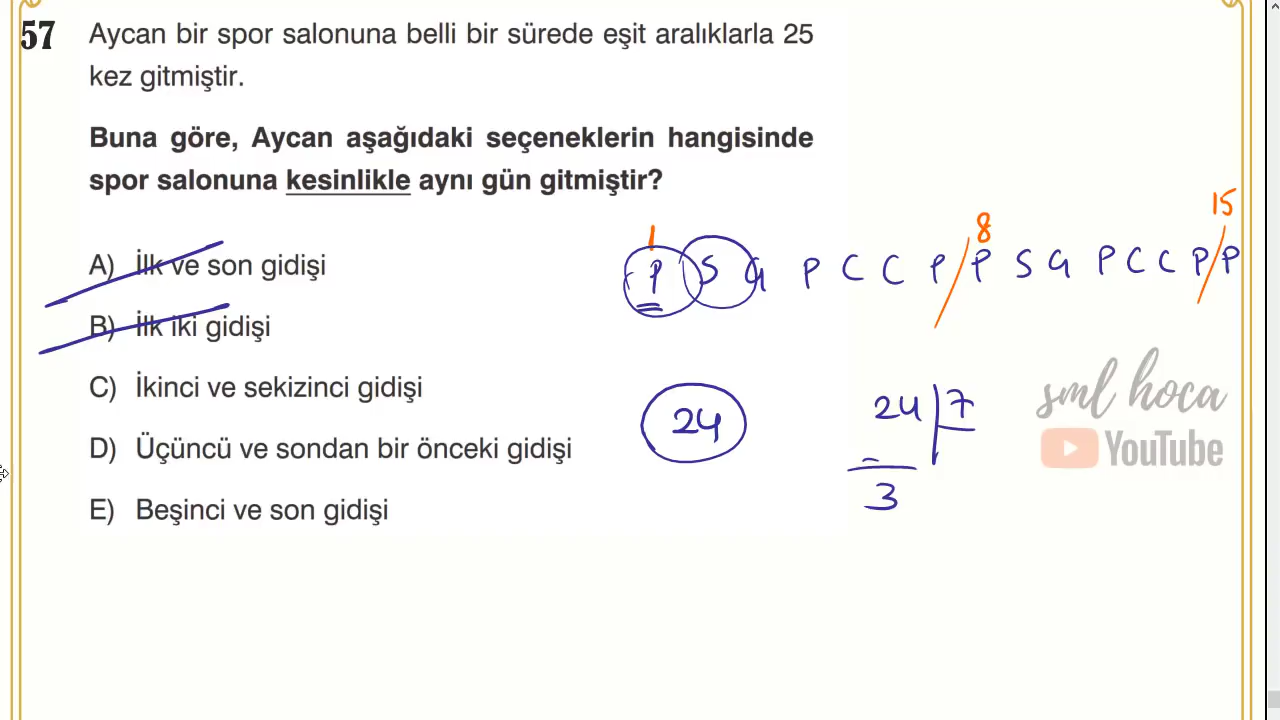 57
Aycan bir spor salonuna belli bir sürede eşit aralıklarla 25
kez gitmiştir.
Buna göre, Aycan aşağıdaki seçeneklerin hangisinde
spor salonuna kesinlikle aynı gün gitmiştir?
1 8 15
P S G P C C P P S G P C C P P
A) İlk ve son gidişi
B) İlk iki gidişi
C) İkinci ve sekizinci gidişi
D) Üçüncü ve sondan bir önceki gidişi
E) Beşinci ve son gidişi
24
24 7
3
sml hoca
YouTube